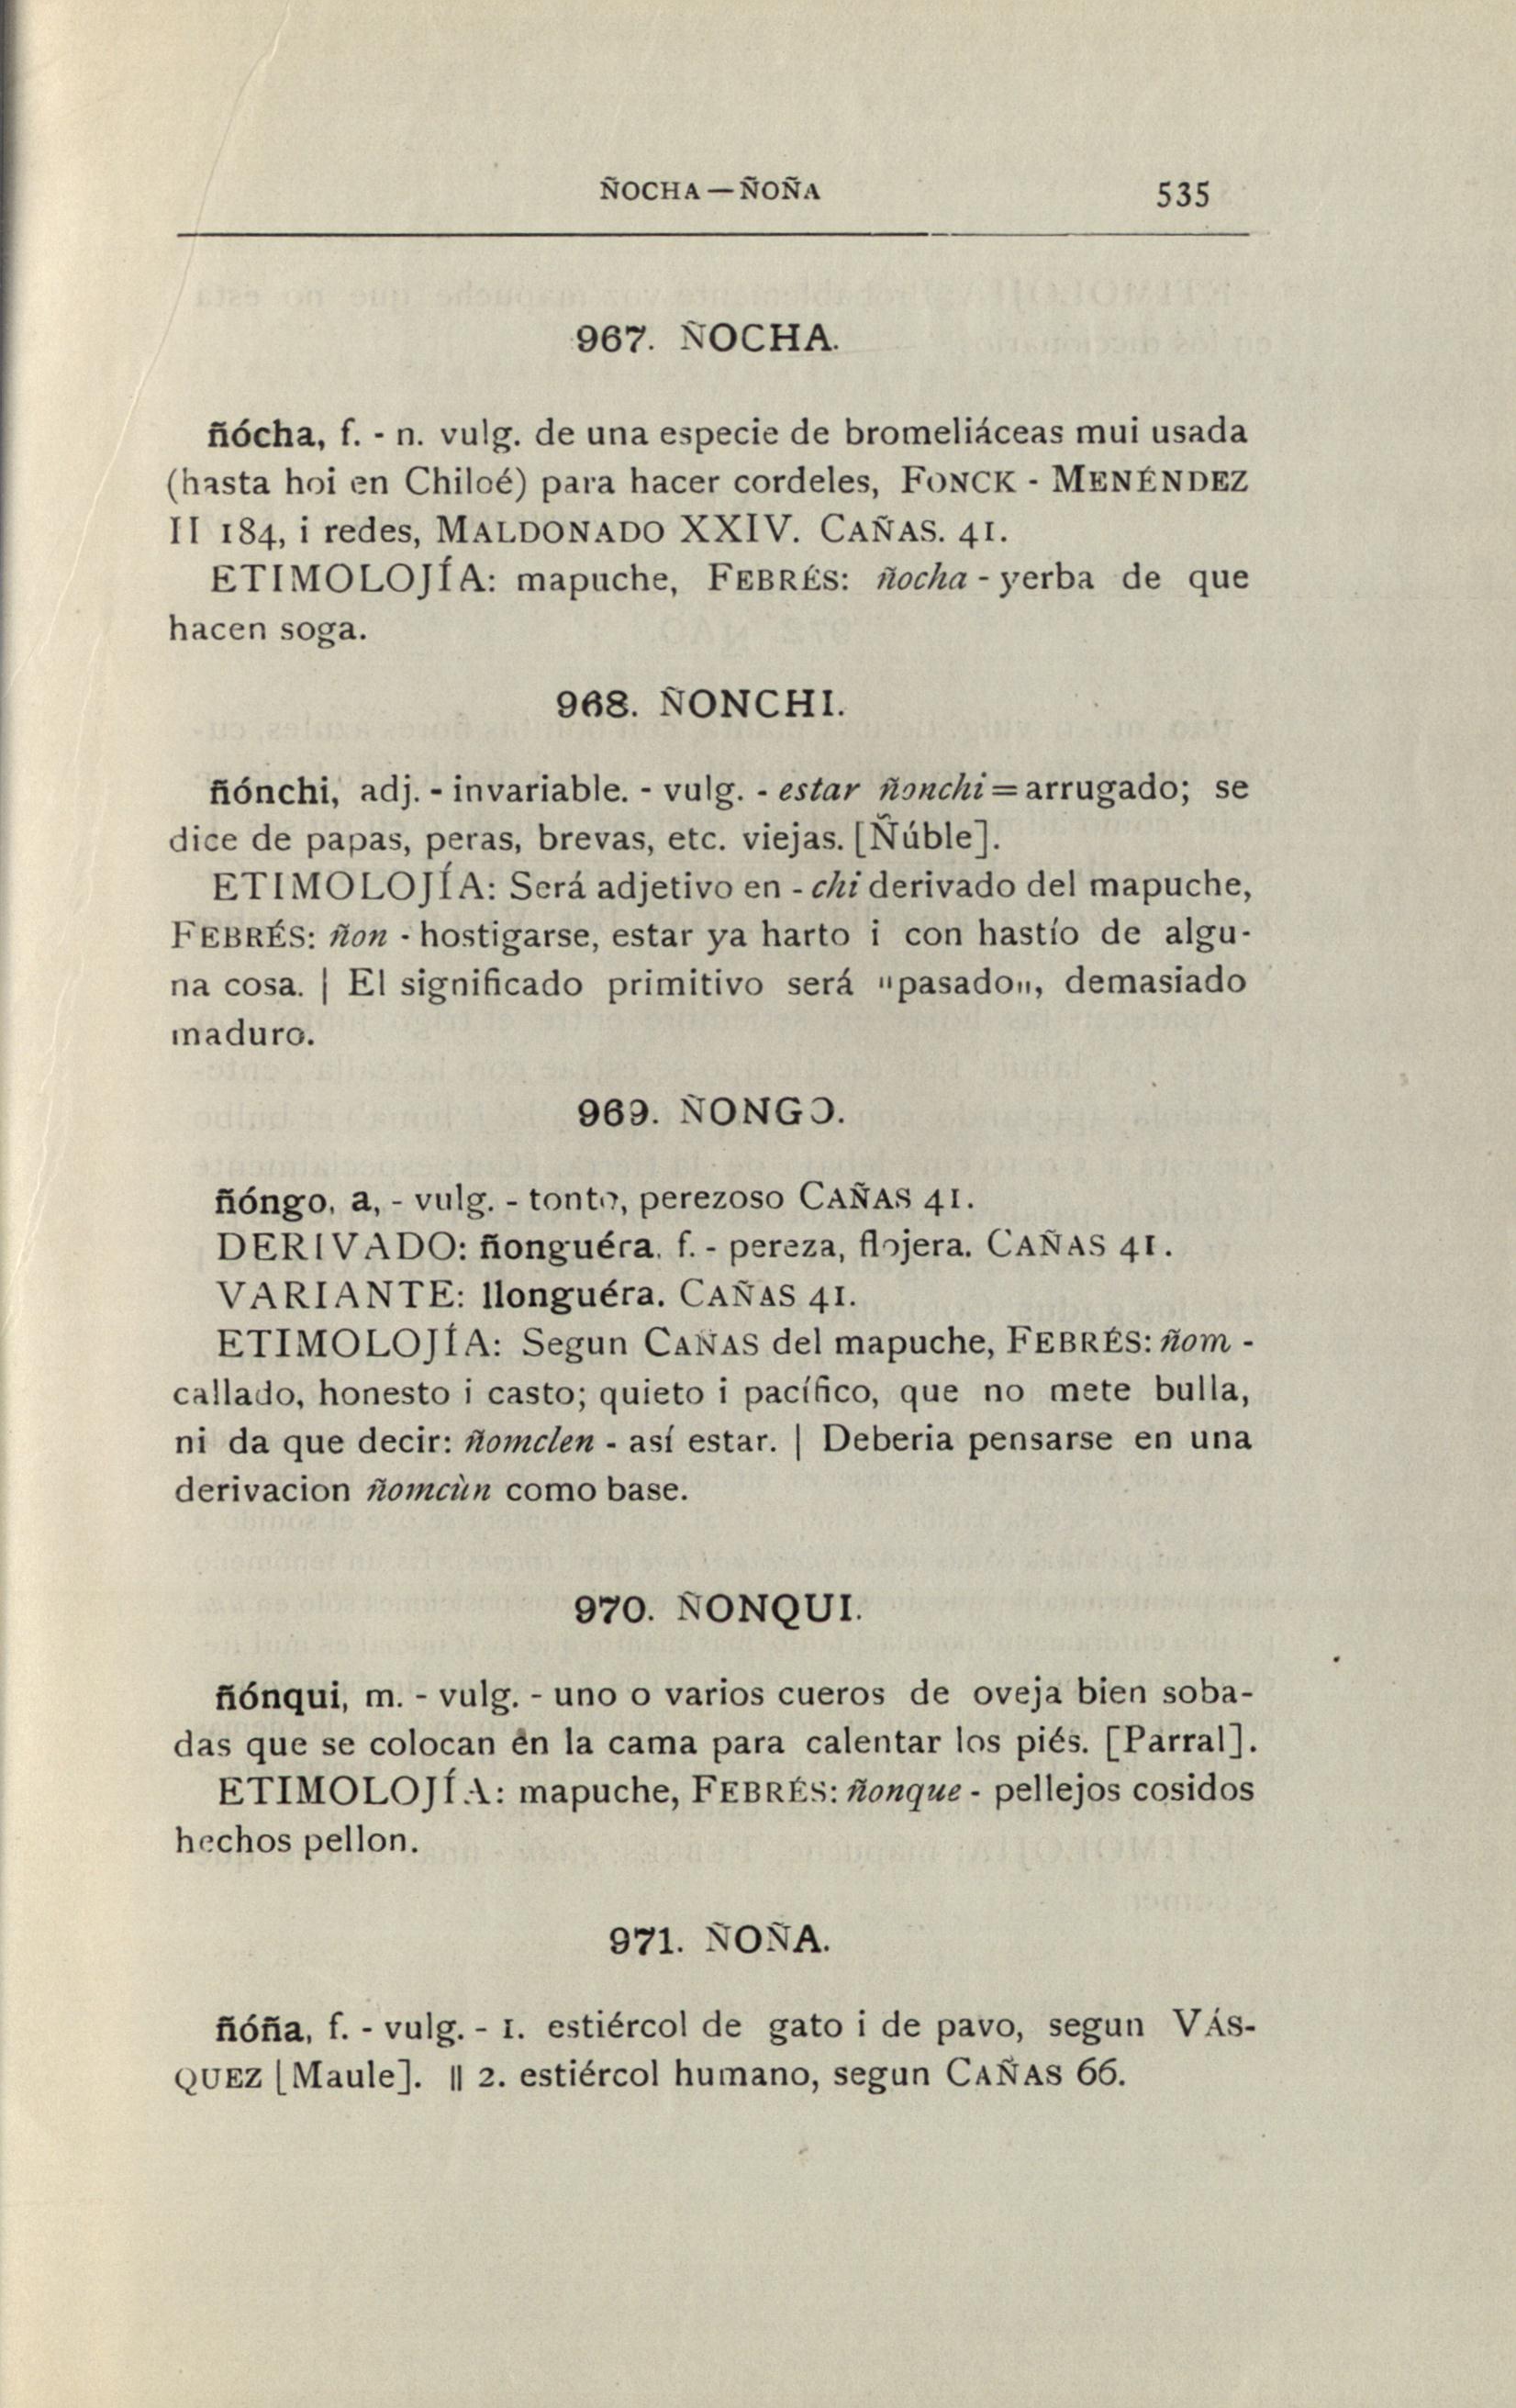 ÑOCHA — ÑOÑA 535
967. ÑOCHA.
ñócha, f. - n. vulg. de una especie de bromeliáceas mui usada
(hasta hoi en Chiloé) para hacer cordeles, FONCK - MENÉNDEZ
II 184, i redes, MALDONADO XXIV. CAÑAS. 41.
ETIMOLOJÍA: mapuche, FEBRÉS: ñocha - yerba de que
hacen soga.
968. ÑONCHI.
ñónchi, adj. - invariable. - vulg. - estar ñonchi = arrugado; se
dice de papas, peras, brevas, etc. viejas. [Ñúble].
ETIMOLOJÍA: Será adjetivo en - chi derivado del mapuche,
FEBRÉS: ñon - hostigarse, estar ya harto i con hastío de algu-
na cosa. | El significado primitivo será "pasado", demasiado
maduro.
969. ÑONGO.
ñóngo, a, - vulg. - tonto, perezoso CAÑAS 41.
DERIVADO: ñonguéra. f. - pereza, flojera. CAÑAS 41.
VARIANTE: llonguéra. CAÑAS 41.
ETIMOLOJÍA: Segun CAÑAS del mapuche, FEBRÉS: ñom -
callado, honesto i casto; quieto i pacífico, que no mete bulla,
ni da que decir: ñomclen - así estar. | Deberia pensarse en una
derivacion ñomcùn como base.
970. ÑONQUI.
ñónqui, m. - vulg. - uno o varios cueros de oveja bien soba-
das que se colocan en la cama para calentar los piés. [Parral].
ETIMOLOJÍA: mapuche, FEBRÉS: ñonque - pellejos cosidos
hechos pellon.
971. ÑOÑA.
ñóña, f. - vulg. - 1. estiércol de gato i de pavo, segun VÁS-
QUEZ [Maule]. || 2. estiércol humano, segun CAÑAS 66.